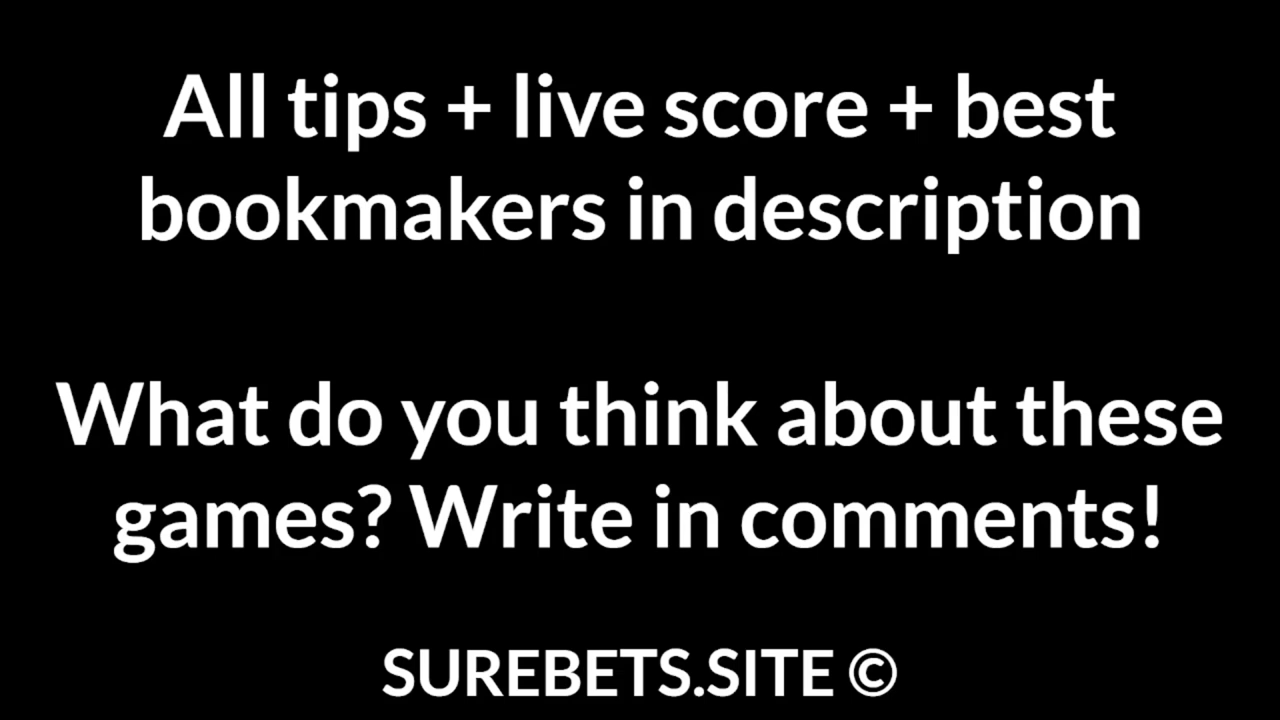 All tips + live score + best
bookmakers in description
What do you think about these
games? Write in comments!
SUREBETS.SITE ©